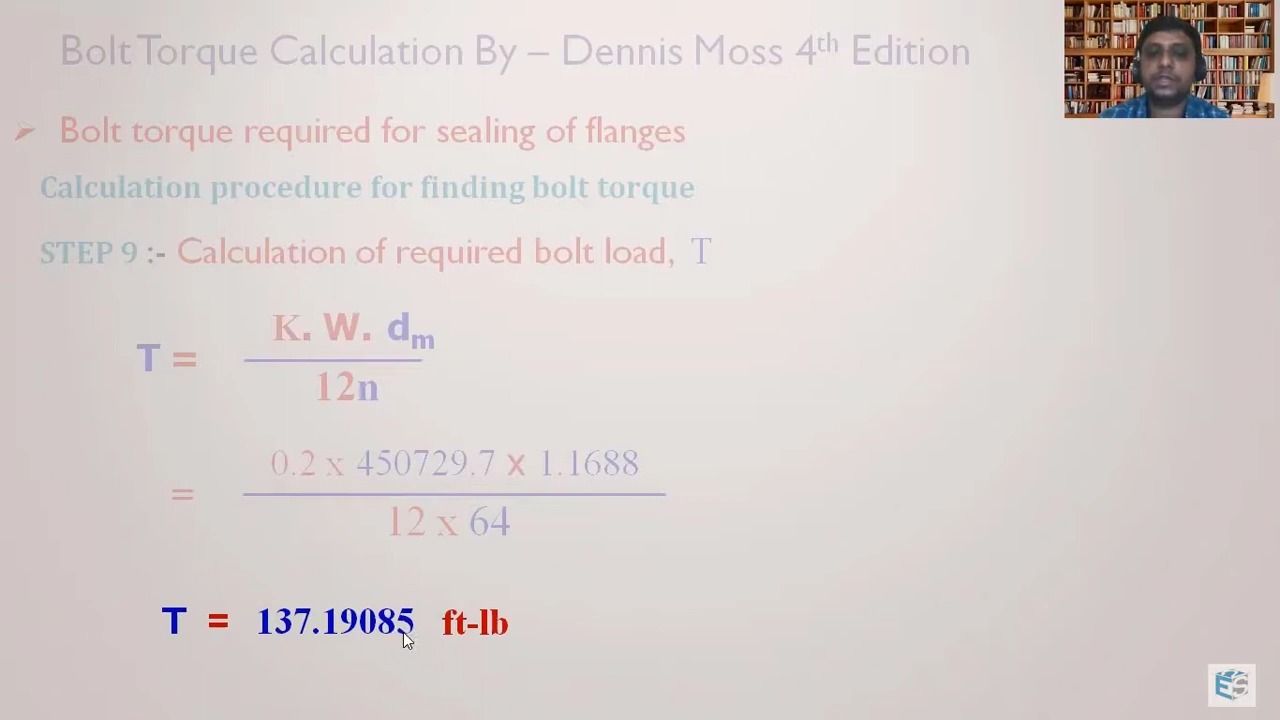 Bolt Torque Calculation By – Dennis Moss 4th Edition
Bolt torque required for sealing of flanges
Calculation procedure for finding bolt torque
STEP 9 :- Calculation of required bolt load, T
T = K. W. dm
12n
= 0.2 x 450729.7 x 1.1688
12 x 64
T = 137.19085 ft-lb
ES